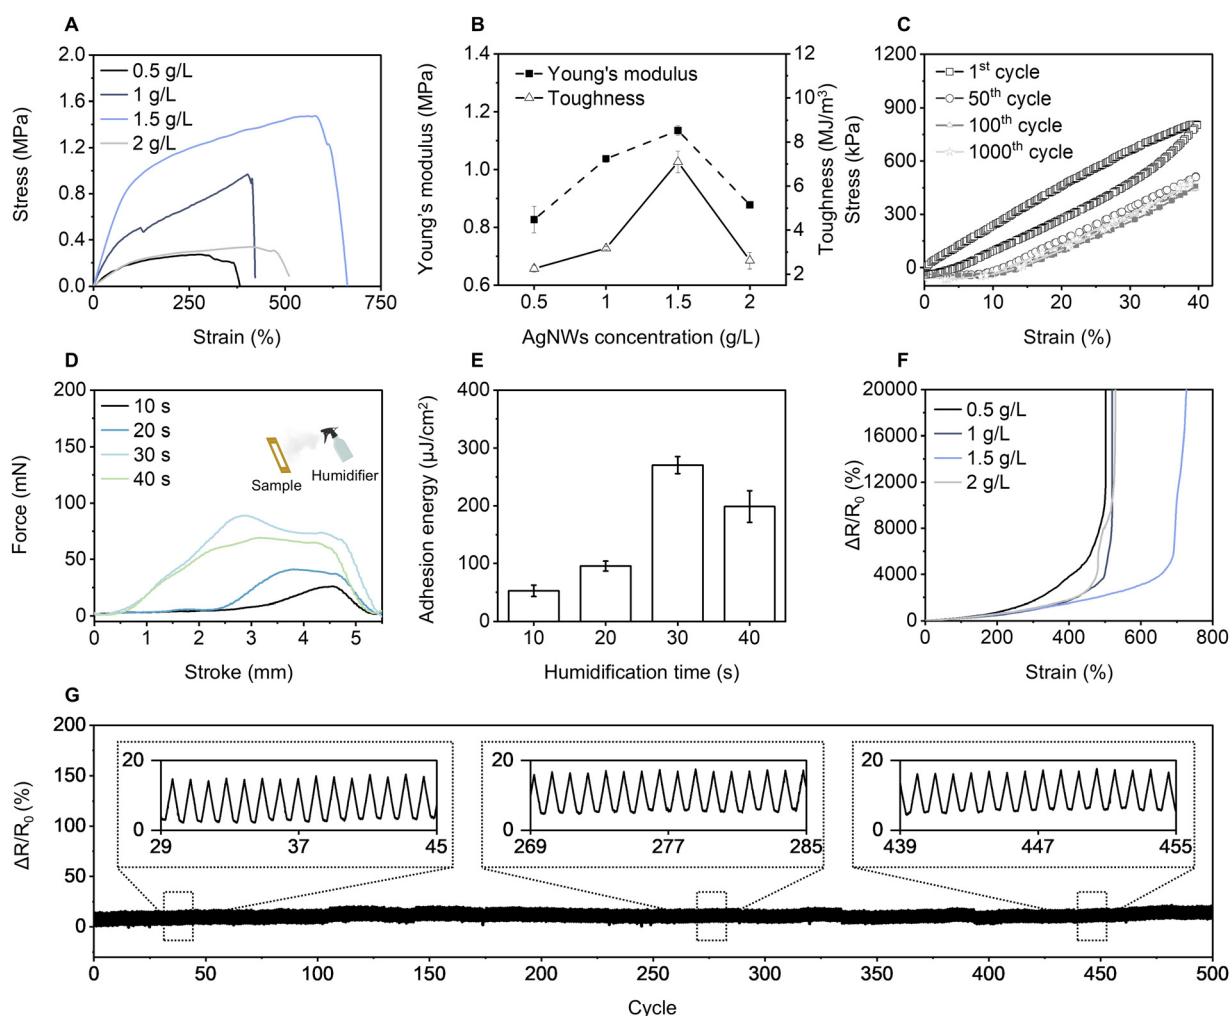 A
2.0
1.6
1.2
0.8
0.4
0.0
Stress (MPa)
0.5 g/L
1 g/L
1.5 g/L
2 g/L
0
250
500
750
Strain (%)
B
1.4
1.2
1.0
0.8
0.6
Young's modulus (MPa)
Young's modulus
Toughness
12
10
8
6
4
2
Toughness (MJ/m³)
0.5
1
1.5
2
AgNWs concentration (g/L)
C
1200
900
600
300
0
Stress (kPa)
1st cycle
50th cycle
100th cycle
1000th cycle
0
10
20
30
40
Strain (%)
D
200
150
100
50
0
Force (mN)
10 s
20 s
30 s
40 s
Sample
Humidifier
0
1
2
3
4
5
Stroke (mm)
E
400
300
200
100
0
Adhesion energy (μJ/cm²)
10
20
30
40
Humidification time (s)
F
20000
16000
12000
8000
4000
0
ΔR/R₀ (%)
0.5 g/L
1 g/L
1.5 g/L
2 g/L
0
200
400
600
800
Strain (%)
G
200
150
100
50
0
ΔR/R₀ (%)
20
0
29
37
45
20
0
269
277
285
20
0
439
447
455
0
50
100
150
200
250
300
350
400
450
500
Cycle